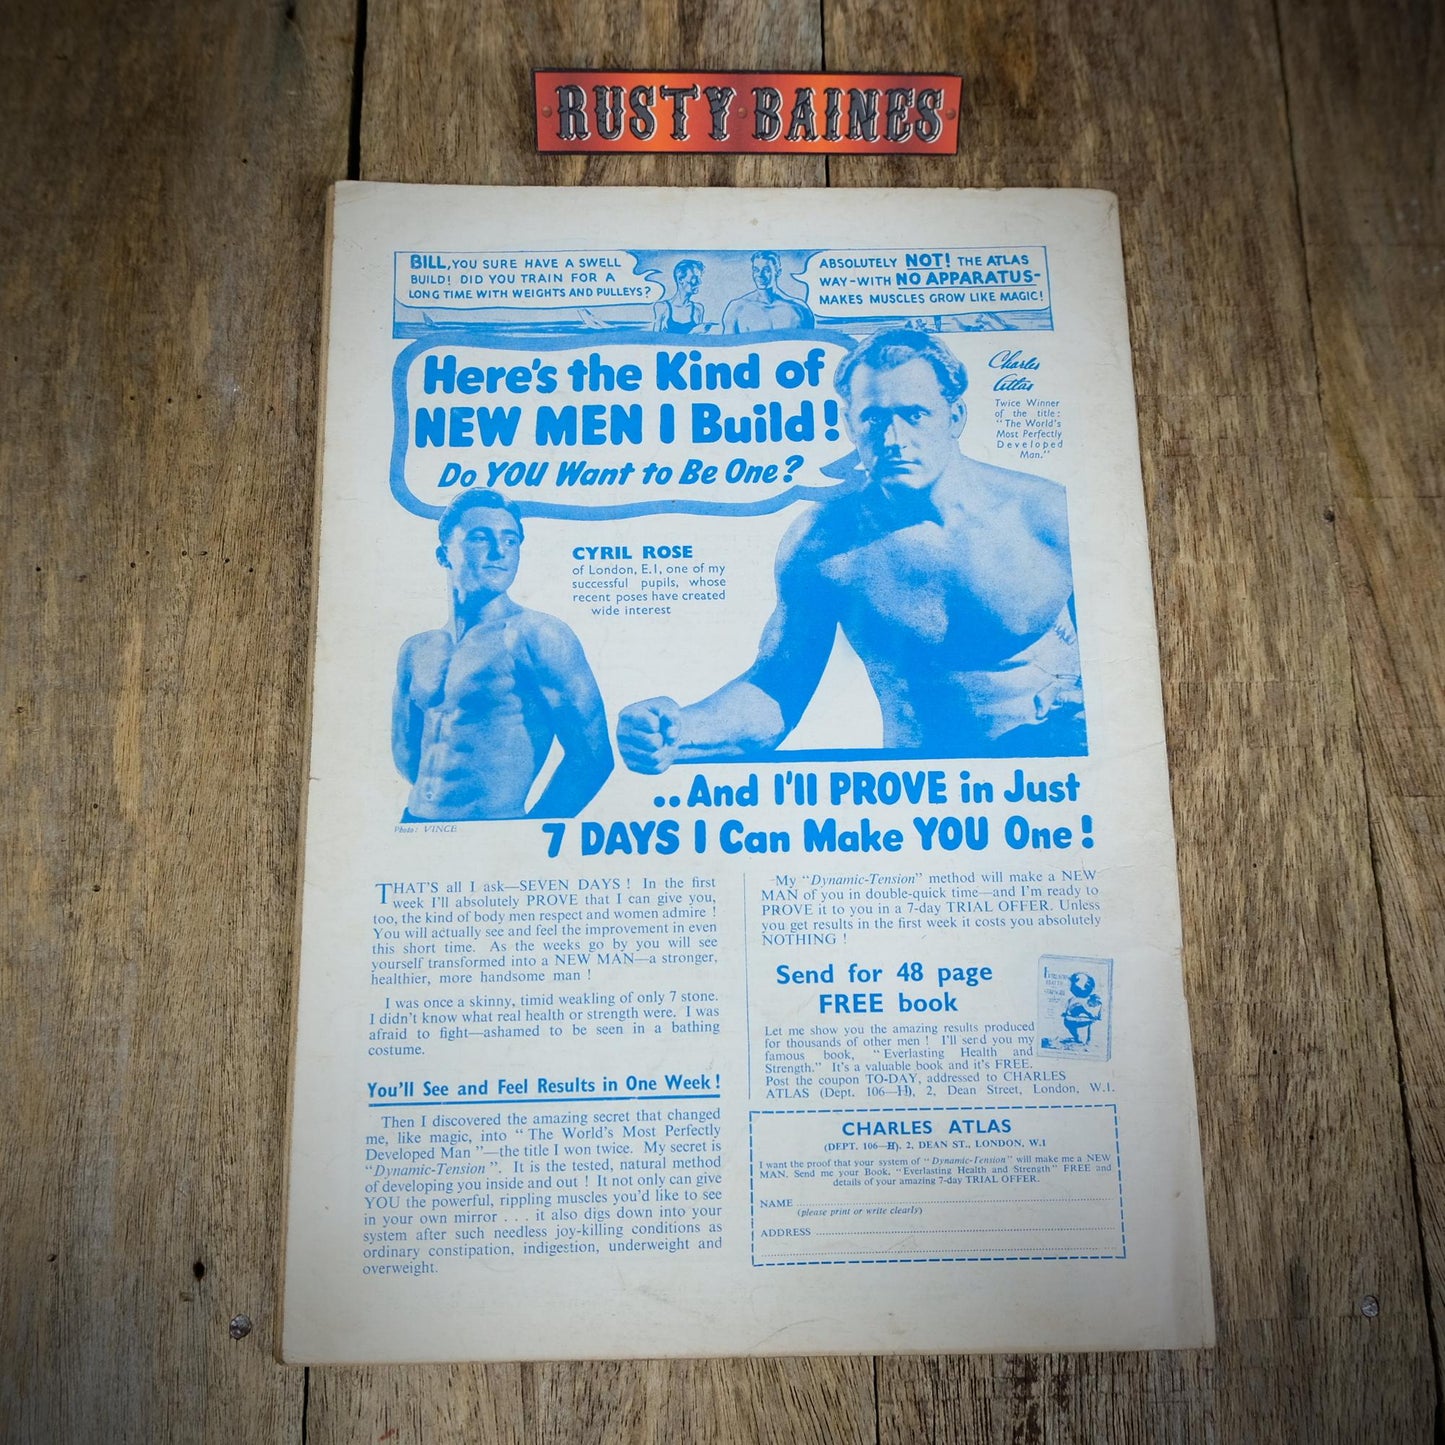 RUSTY BAINES
BILL, YOU SURE HAVE A SWELL
BUILD! DID YOU TRAIN FOR A
LONG TIME WITH WEIGHTS AND PULLEYS?
ABSOLUTELY NOT! THE ATLAS
WAY-WITH NO APPARATUS-
MAKES MUSCLES GROW LIKE MAGIC!
Here's the Kind of
NEW MEN I Build!
Do YOU Want to Be One?
Charles
Atlas
Twice Winner
of the title:
"The World's
Most Perfectly
Developed
Man."
CYRIL ROSE
of London, E.1, one of my
successful pupils, whose
recent poses have created
wide interest
Photo: VINCE
..And I'll PROVE in Just
7 DAYS I Can Make YOU One!
THAT'S all I ask—SEVEN DAYS! In the first
week I'll absolutely PROVE that I can give you,
too, the kind of body men respect and women admire!
You will actually see and feel the improvement in even
this short time. As the weeks go by you will see
yourself transformed into a NEW MAN—a stronger,
healthier, more handsome man!
I was once a skinny, timid weakling of only 7 stone.
I didn't know what real health or strength were. I was
afraid to fight—ashamed to be seen in a bathing
costume.
You'll See and Feel Results in One Week!
Then I discovered the amazing secret that changed
me, like magic, into "The World's Most Perfectly
Developed Man"—the title I won twice. My secret is
"Dynamic-Tension". It is the tested, natural method
of developing you inside and out! It not only can give
YOU the powerful, rippling muscles you'd like to see
in your own mirror . . . it also digs down into your
system after such needless joy-killing conditions as
ordinary constipation, indigestion, underweight and
overweight.
My "Dynamic-Tension" method will make a NEW
MAN of you in double-quick time—and I'm ready to
PROVE it to you in a 7-day TRIAL OFFER. Unless
you get results in the first week it costs you absolutely
NOTHING!
Send for 48 page
FREE book
Let me show you the amazing results produced
for thousands of other men! I'll send you my
famous book, "Everlasting Health and
Strength." It's a valuable book and it's FREE.
Post the coupon TO-DAY, addressed to CHARLES
ATLAS (Dept. 106—H), 2, Dean Street, London, W.1.
CHARLES ATLAS
(DEPT. 106—H), 2, DEAN ST., LONDON, W.1
I want the proof that your system of "Dynamic-Tension" will make me a NEW
MAN. Send me your Book, "Everlasting Health and Strength" FREE and
details of your amazing 7-day TRIAL OFFER.
NAME
(please print or write clearly)
ADDRESS